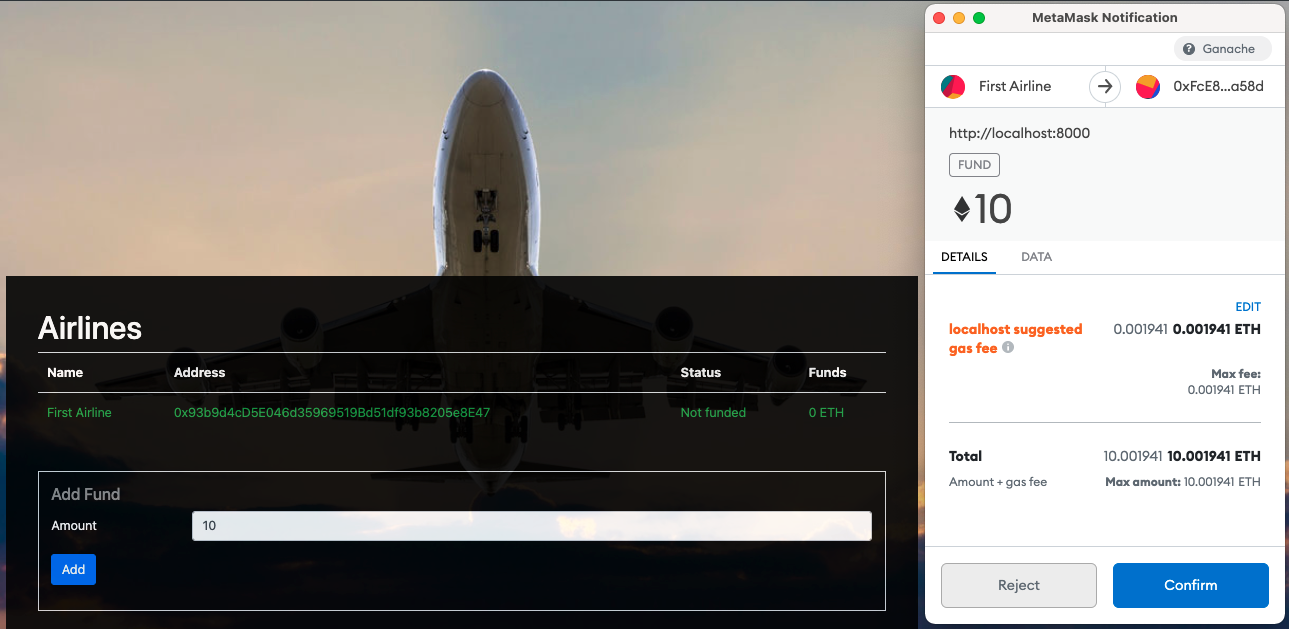 Airlines
Name Address Status Funds
First Airline 0x93b9d4cD5E046d35969519Bd51df93b8205e8E47 Not funded 0 ETH
Add Fund
Amount 10
Add
MetaMask Notification
? Ganache
First Airline 0xFcE8...a58d
http://localhost:8000
FUND
10
DETAILS DATA
EDIT
localhost suggested 0.001941 0.001941 ETH
gas fee i
Max fee:
0.001941 ETH
Total 10.001941 10.001941 ETH
Amount + gas fee Max amount: 10.001941 ETH
Reject Confirm